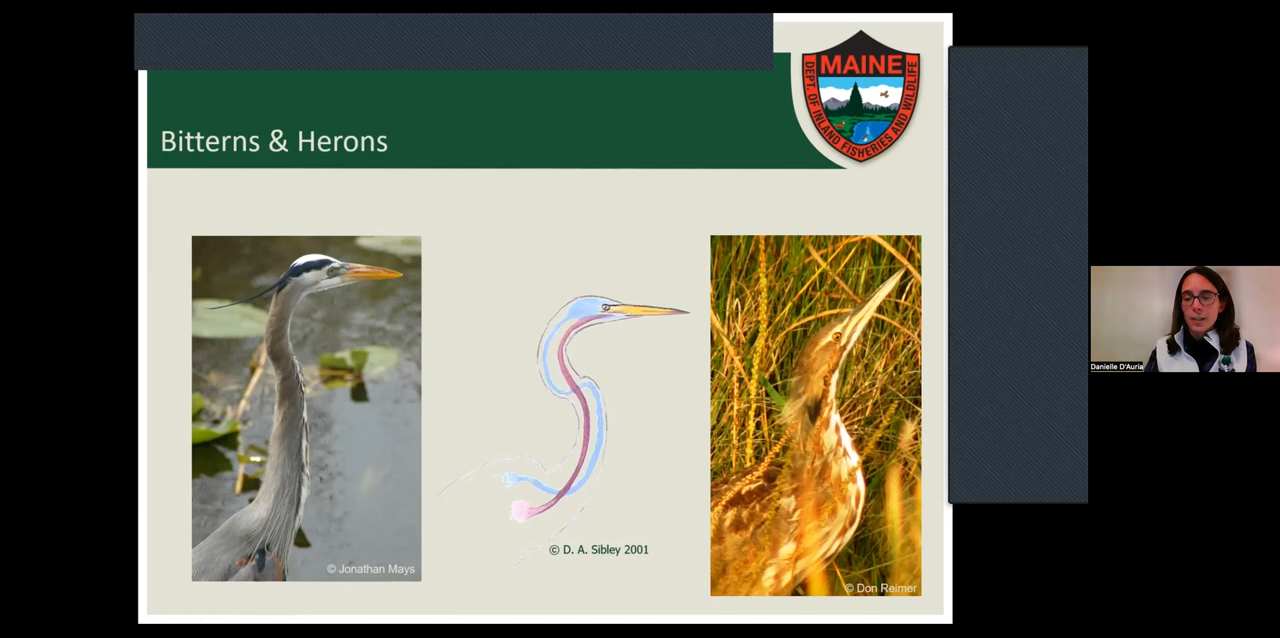 MAINE
DEPT. OF INLAND FISHERIES AND WILDLIFE
Bitterns & Herons
© D. A. Sibley 2001
© Jonathan Mays
© Don Reimer
Danielle D'Auria